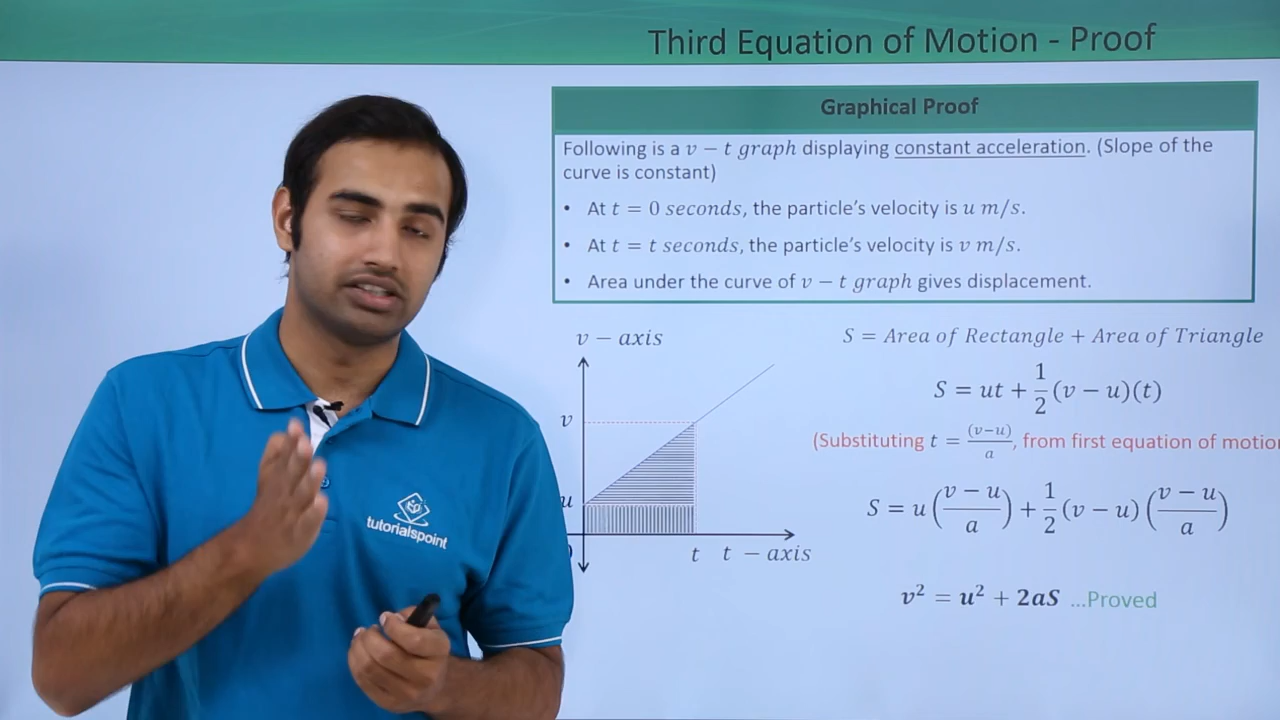 Third Equation of Motion - Proof
Graphical Proof
Following is a v − t graph displaying constant acceleration. (Slope of the
curve is constant)
• At t = 0 seconds, the particle's velocity is u m/s.
• At t = t seconds, the particle's velocity is v m/s.
• Area under the curve of v − t graph gives displacement.
v − axis
v
u
t t − axis
S = Area of Rectangle + Area of Triangle
S = ut + 1/2 (v − u)(t)
(Substituting t = (v−u)/a, from first equation of motion
S = u((v − u)/a) + 1/2 (v − u)((v − u)/a)
v² = u² + 2aS ...Proved
tutorialspoint